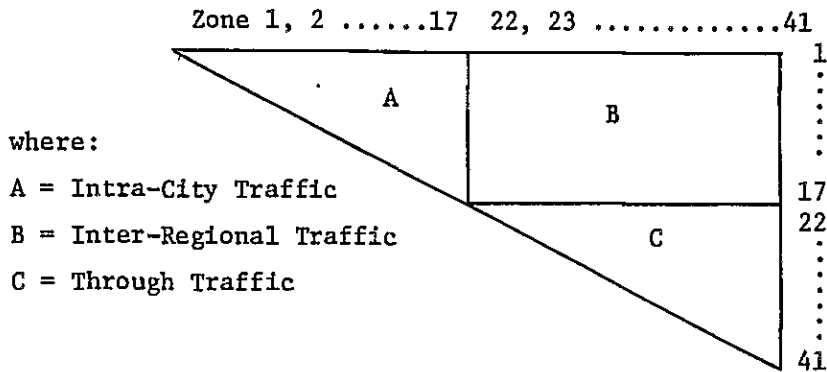 Zone 1, 2 ......17 22, 23 .............41
1
A
B
where:
A = Intra-City Traffic
17
22
B = Inter-Regional Traffic
C
C = Through Traffic
41